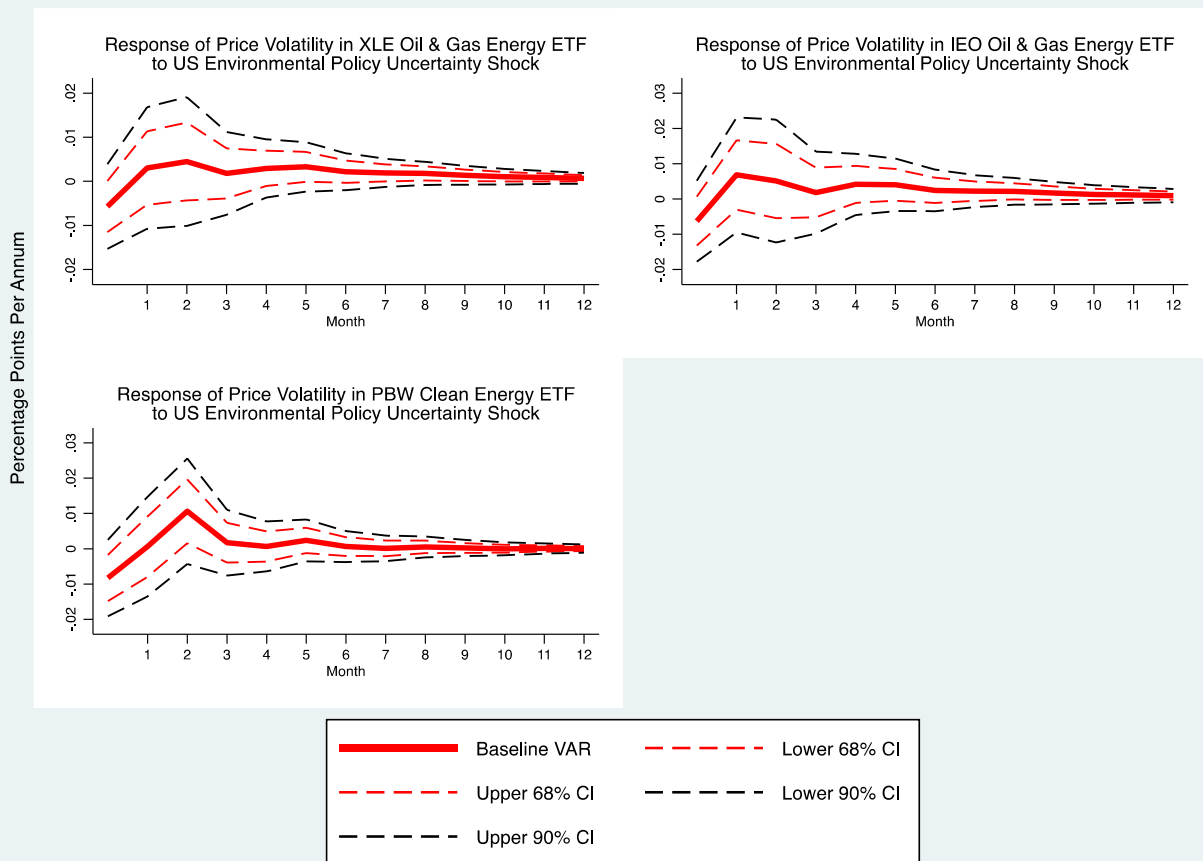 Percentage Points Per Annum
Response of Price Volatility in XLE Oil & Gas Energy ETF
to US Environmental Policy Uncertainty Shock
.02
.01
0
-.01
-.02
1 2 3 4 5 6 7 8 9 10 11 12
Month
Response of Price Volatility in IEO Oil & Gas Energy ETF
to US Environmental Policy Uncertainty Shock
.03
.02
.01
0
-.01
-.02
1 2 3 4 5 6 7 8 9 10 11 12
Month
Response of Price Volatility in PBW Clean Energy ETF
to US Environmental Policy Uncertainty Shock
.03
.02
.01
0
-.01
-.02
1 2 3 4 5 6 7 8 9 10 11 12
Month
Baseline VAR
Lower 68% CI
Upper 68% CI
Lower 90% CI
Upper 90% CI